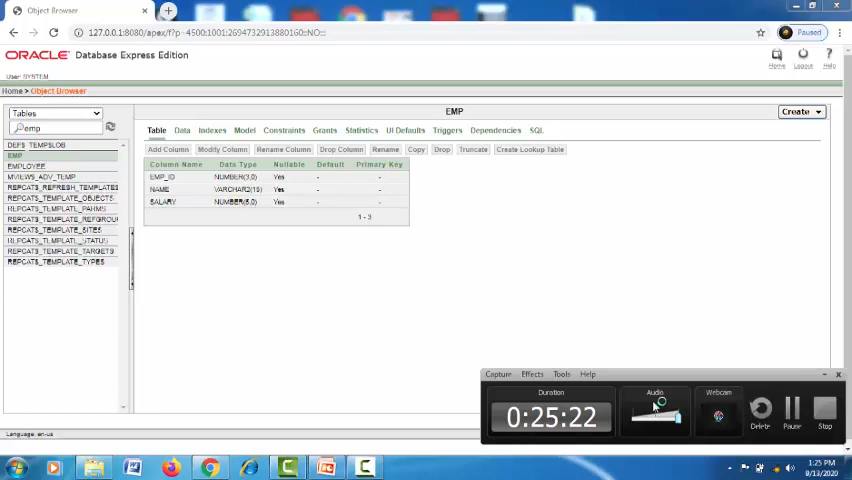 Object Browser
127.0.0.1:8080/apex/f?p=4500:1001:2694732913880160::NO:::
Paused
ORACLE Database Express Edition
User: SYSTEM
Home Logout Help
Home > Object Browser
Tables
EMP
Create
emp
Table Data Indexes Model Constraints Grants Statistics UI Defaults Triggers Dependencies SQL
DEF$_TEMP$LOB
EMP
EMPLOYEE
MVIEW$_ADV_TEMP
REPCAT$_REFRESH_TEMPLATES
REPCAT$_TEMPLATE_OBJECTS
REPCAT$_TEMPLATE_PARMS
REPCAT$_TEMPLATE_REFGROU
REPCAT$_TEMPLATE_SITES
REPCAT$_TEMPLATE_STATUS
REPCAT$_TEMPLATE_TARGETS
REPCAT$_TEMPLATE_TYPES
Add Column Modify Column Rename Column Drop Column Rename Copy Drop Truncate Create Lookup Table
Column Name Data Type Nullable Default Primary Key
EMP_ID NUMBER(3,0) Yes - -
NAME Yes - -
SALARY NUMBER(5,0) Yes - -
1 - 3
Capture Effects Tools Help
Duration Audio Webcam
0:25:22
Delete Pause Stop
Language: en-us
1:25 PM
9/13/2020